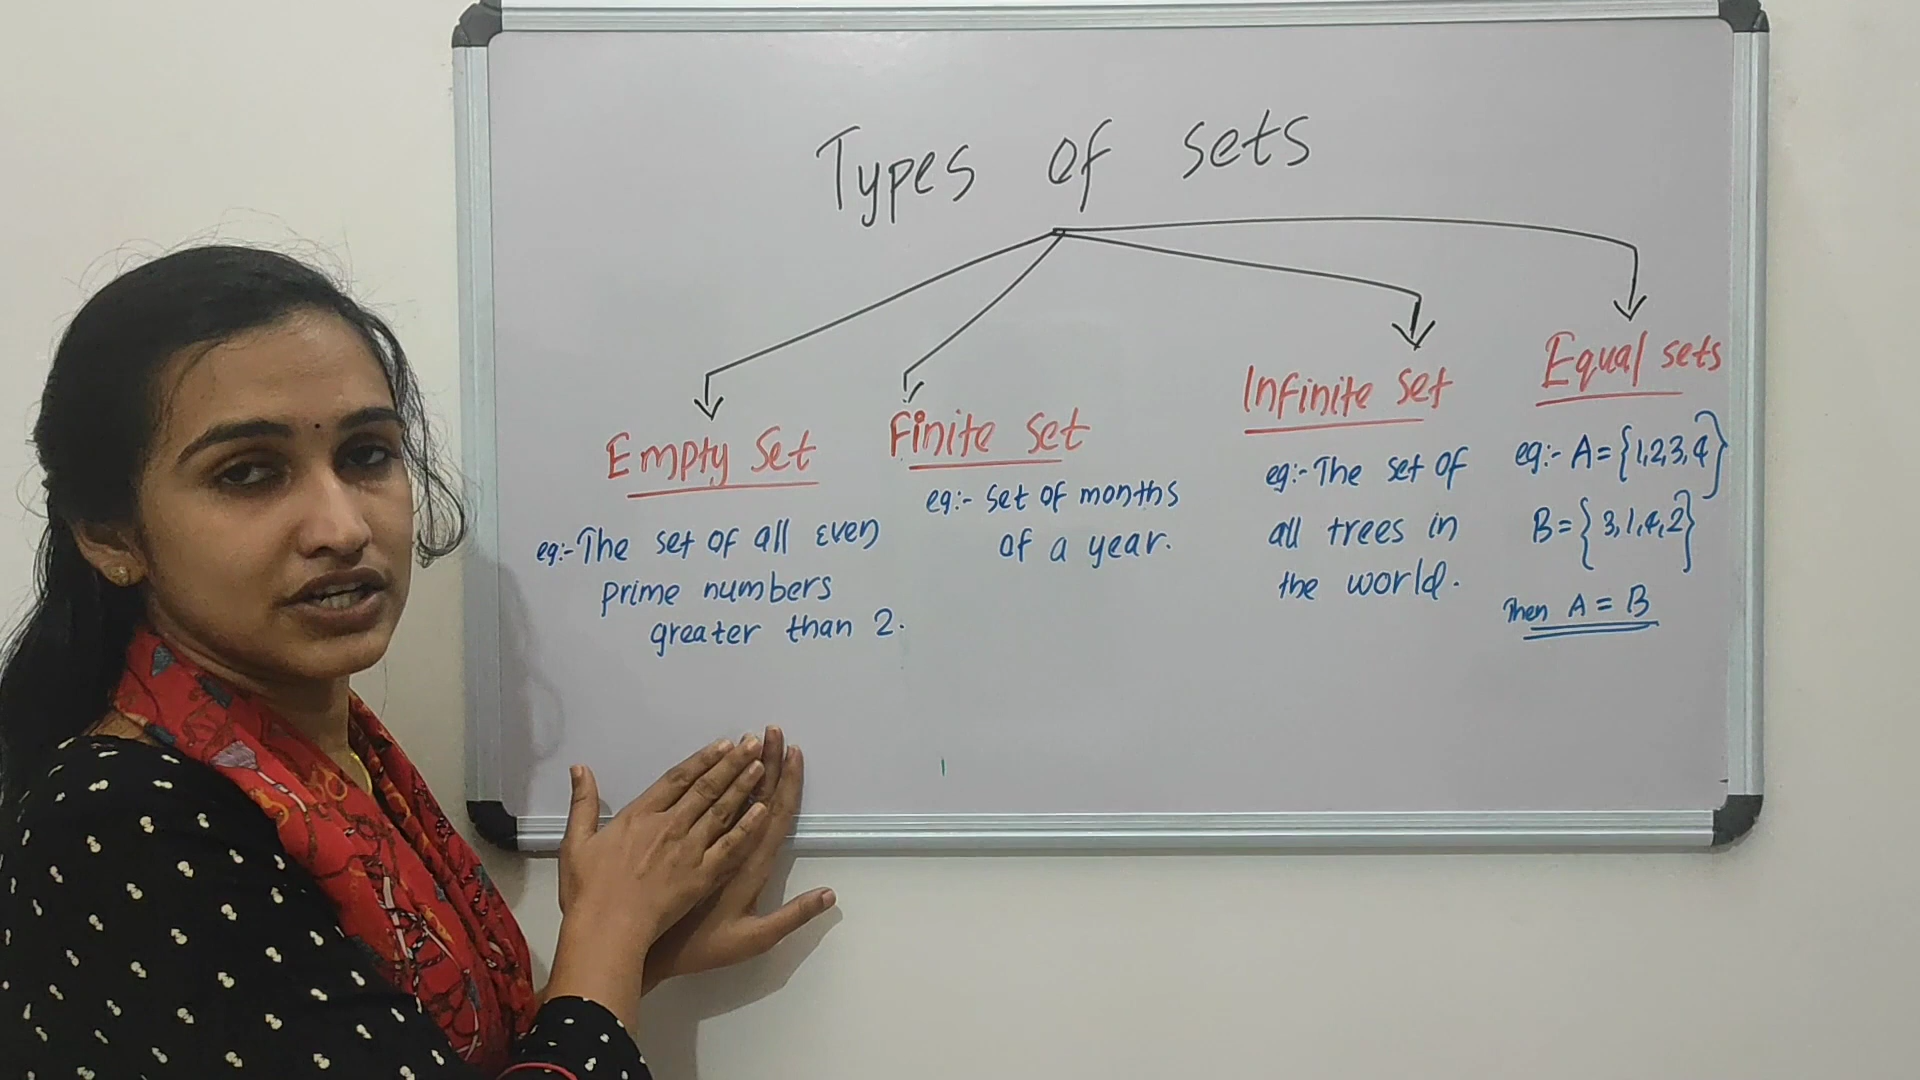 Types of sets
Empty Set
eg:- The set of all even
prime numbers
greater than 2.
Finite set
eg:- set of months
of a year.
Infinite set
eg:- The set of
all trees in
the world.
Equal sets
eg:- A = {1,2,3,4}
B = {3,1,4,2}
Then A = B